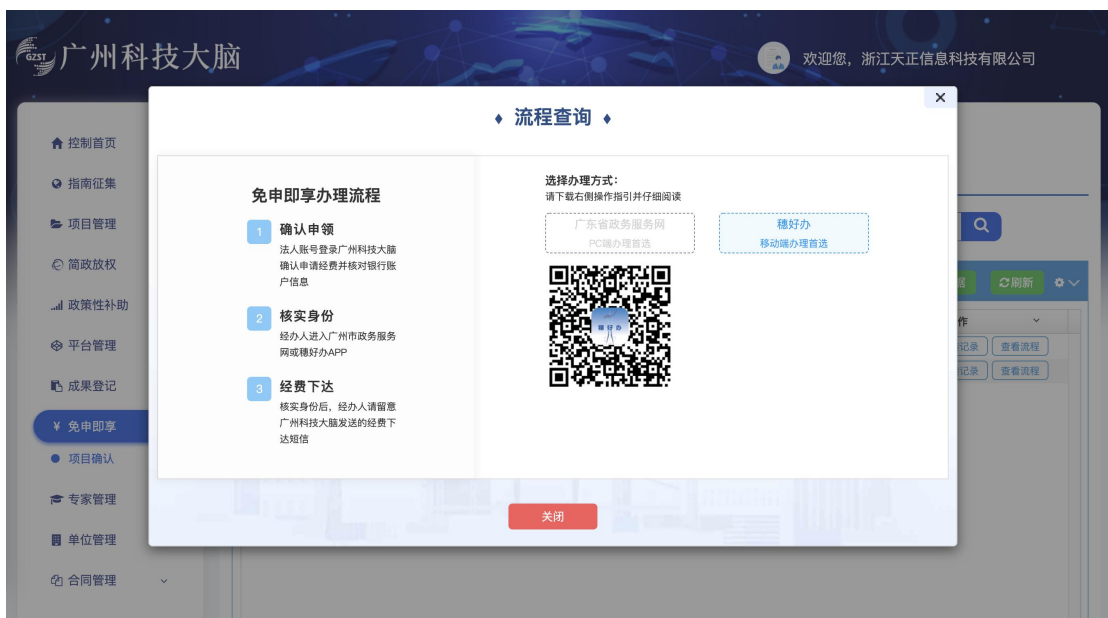 GZST
广州科技大脑
欢迎您，浙江天正信息科技有限公司
流程查询
控制首页
指南征集
项目管理
简政放权
政策性补助
平台管理
成果登记
免申即享
项目确认
专家管理
单位管理
合同管理
免申即享办理流程
1 确认申领
法人账号登录广州科技大脑
确认申请经费并核对银行账
户信息
2 核实身份
经办人进入广州市政务服务
网或穗好办APP
3 经费下达
核实身份后，经办人请留意
广州科技大脑发送的经费下
达短信
选择办理方式：
请下载右侧操作指引并仔细阅读
广东省政务服务网
PC端办理首选
穗好办
移动端办理首选
穗好办
关闭
刷新
作
记录 查看流程
记录 查看流程